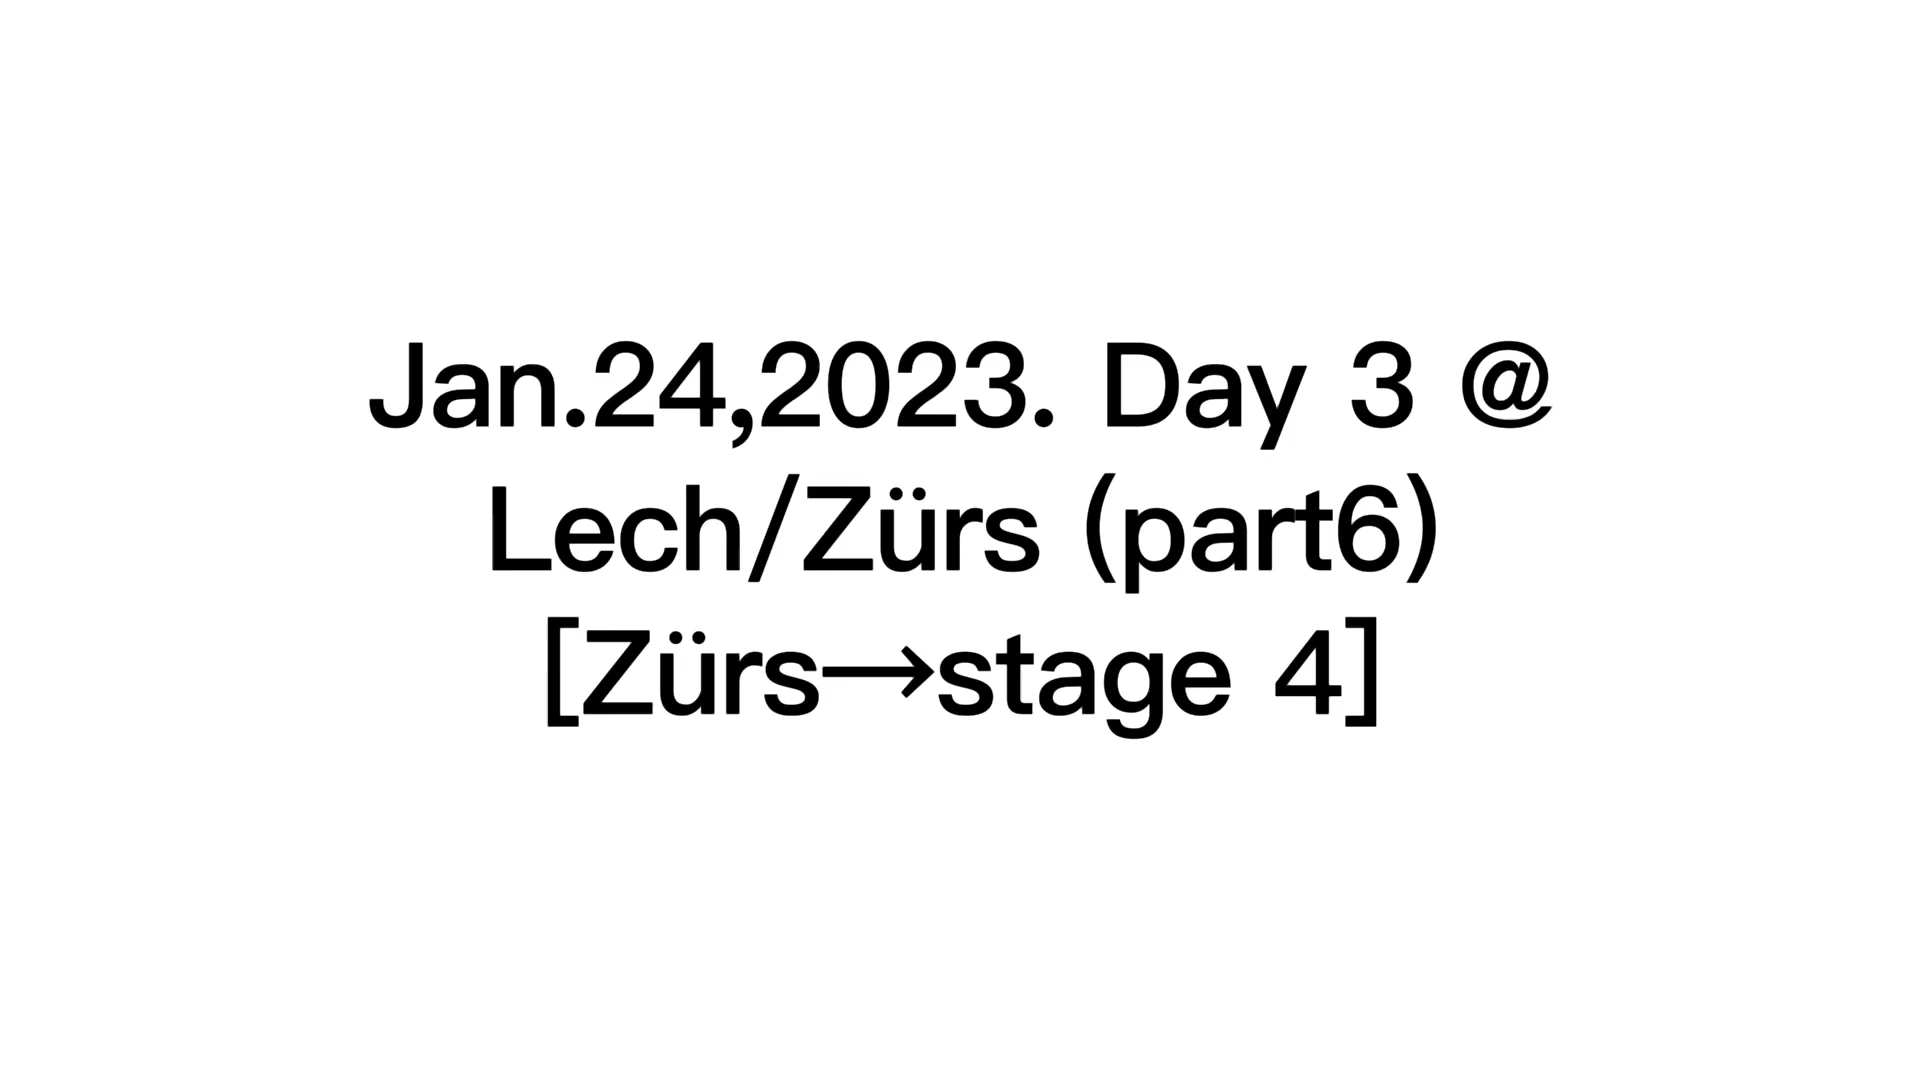 Jan.24,2023. Day 3 @
Lech/Zürs (part6)
[Zürs→stage 4]